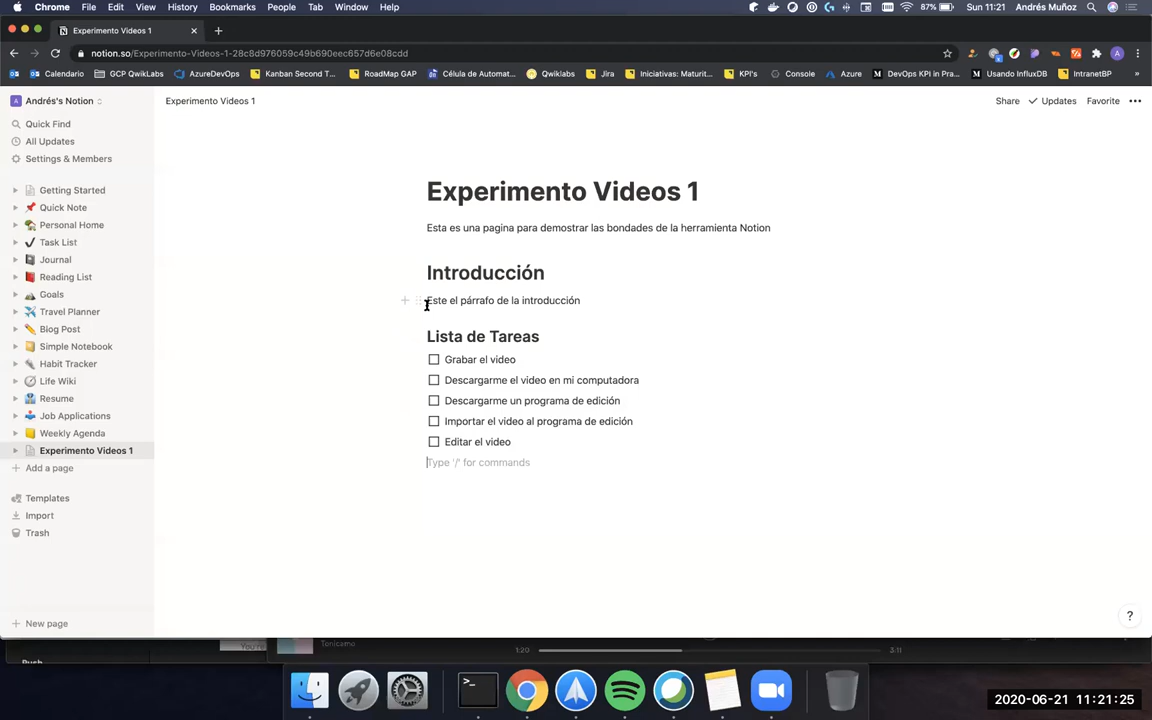 Chrome File Edit View History Bookmarks People Tab Window Help 87% Sun 11:21 Andrés Muñoz
Experimento Videos 1
notion.so/Experimento-Videos-1-28c8d976059c49b690eec657d6e08cdd
Calendario GCP QwikLabs AzureDevOps Kanban Second T... RoadMap GAP Célula de Automat... Qwiklabs Jira Iniciativas: Maturit... KPI's Console Azure DevOps KPI in Pra... Usando InfluxDB IntranetBP
Andrés's Notion
Experimento Videos 1
Share Updates Favorite
Quick Find
All Updates
Settings & Members
Getting Started
Quick Note
Personal Home
Task List
Journal
Reading List
Goals
Travel Planner
Blog Post
Simple Notebook
Habit Tracker
Life Wiki
Resume
Job Applications
Weekly Agenda
Experimento Videos 1
Add a page
Templates
Import
Trash
New page
Experimento Videos 1
Esta es una pagina para demostrar las bondades de la herramienta Notion
Introducción
Este el párrafo de la introducción
Lista de Tareas
Grabar el video
Descargarme el video en mi computadora
Descargarme un programa de edición
Importar el video al programa de edición
Editar el video
Type '/' for commands
?
You're
1:20
3:11
2020-06-21 11:21:25